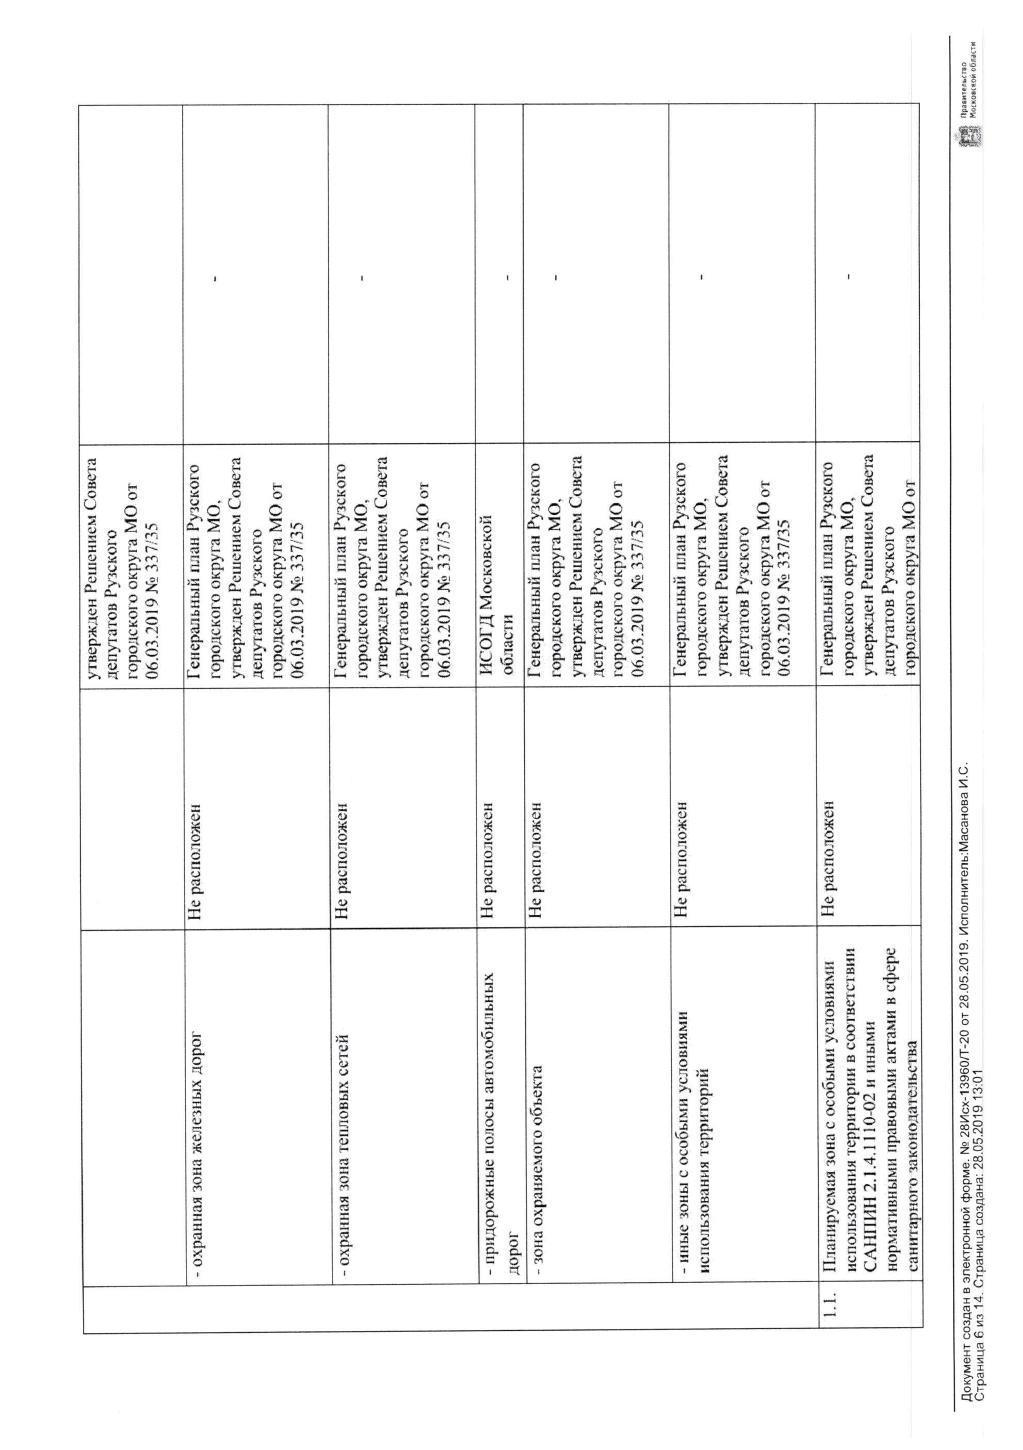 утвержден Решением Совета
депутатов Рузского
городского округа МО от
06.03.2019 № 337/35
- охранная зона железных дорог
Не расположен
Генеральный план Рузского
городского округа МО,
утвержден Решением Совета
депутатов Рузского
городского округа МО от
06.03.2019 № 337/35
-
- охранная зона тепловых сетей
Не расположен
Генеральный план Рузского
городского округа МО,
утвержден Решением Совета
депутатов Рузского
городского округа МО от
06.03.2019 № 337/35
-
- придорожные полосы автомобильных
дорог
Не расположен
ИСОГД Московской
области
-
- зона охраняемого объекта
Не расположен
Генеральный план Рузского
городского округа МО,
утвержден Решением Совета
депутатов Рузского
городского округа МО от
06.03.2019 № 337/35
-
- иные зоны с особыми условиями
использования территорий
Не расположен
Генеральный план Рузского
городского округа МО,
утвержден Решением Совета
депутатов Рузского
городского округа МО от
06.03.2019 № 337/35
-
1.1.
Планируемая зона с особыми условиями
использования территории в соответствии
САНПИН 2.1.4.1110-02 и иными
нормативными правовыми актами в сфере
санитарного законодательства
Не расположен
Генеральный план Рузского
городского округа МО,
утвержден Решением Совета
депутатов Рузского
городского округа МО от
-
Документ создан в электронной форме. № 28Исх-13960/Т-20 от 28.05.2019. Исполнитель:Масанова И.С.
Страница 6 из 14. Страница создана: 28.05.2019 13:01
Правительство
Московской области